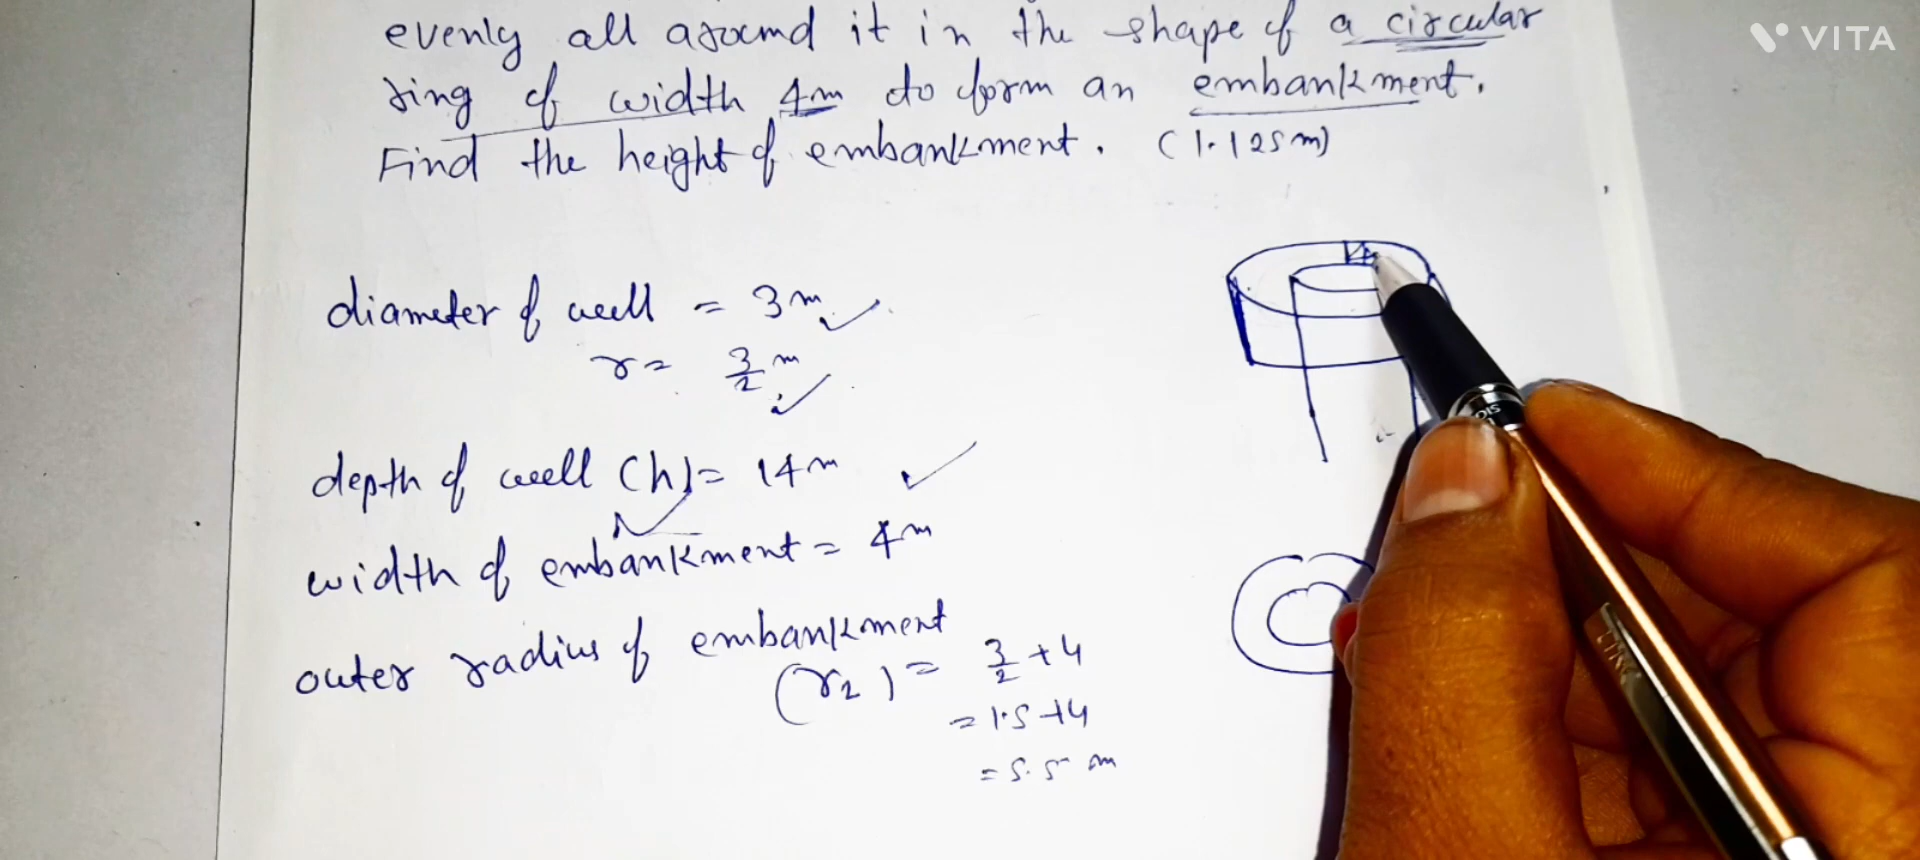 evenly all around it in the shape of a circular
VITA
ring of width 4m to form an embankment.
Find the height of embankment. (1.125m)
diameter of well = 3m
r = 3/2 m
depth of well (h) = 14m
width of embankment = 4m
outer radius of embankment
(r2) = 3/2 + 4
= 1.5 + 4
= 5.5 m